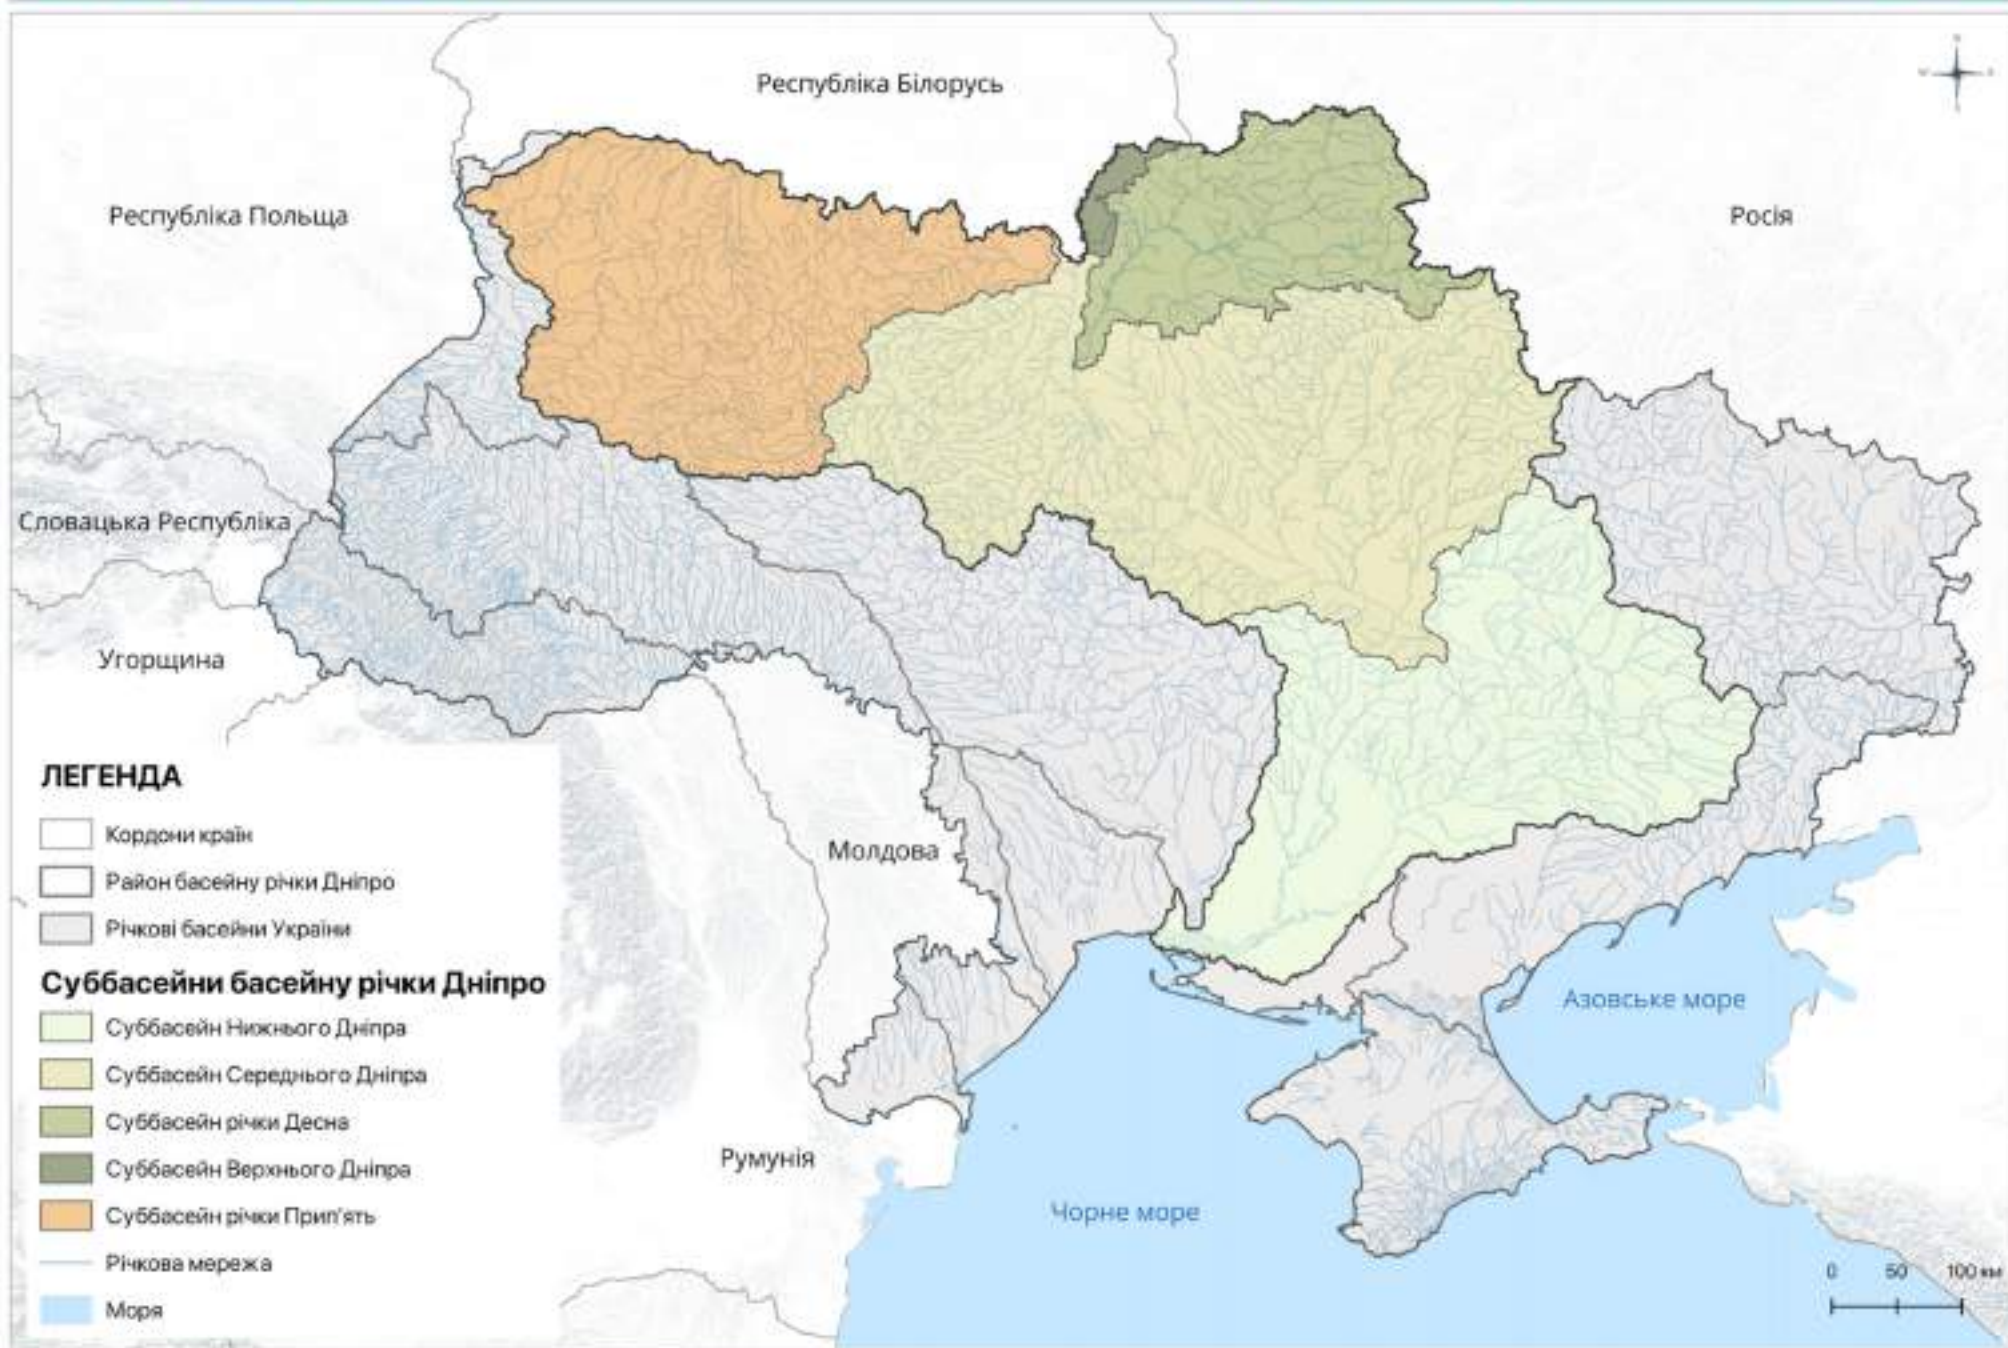 Республіка Білорусь
Республіка Польща
Росія
Словацька Республіка
Угорщина
Молдова
Румунія
Азовське море
Чорне море
ЛЕГЕНДА
Кордони країн
Район басейну річки Дніпро
Річкові басейни України
Суббасейни басейну річки Дніпро
Суббасейн Нижнього Дніпра
Суббасейн Середнього Дніпра
Суббасейн річки Десна
Суббасейн Верхнього Дніпра
Суббасейн річки Прип'ять
Річкова мережа
Моря
0 50 100 км